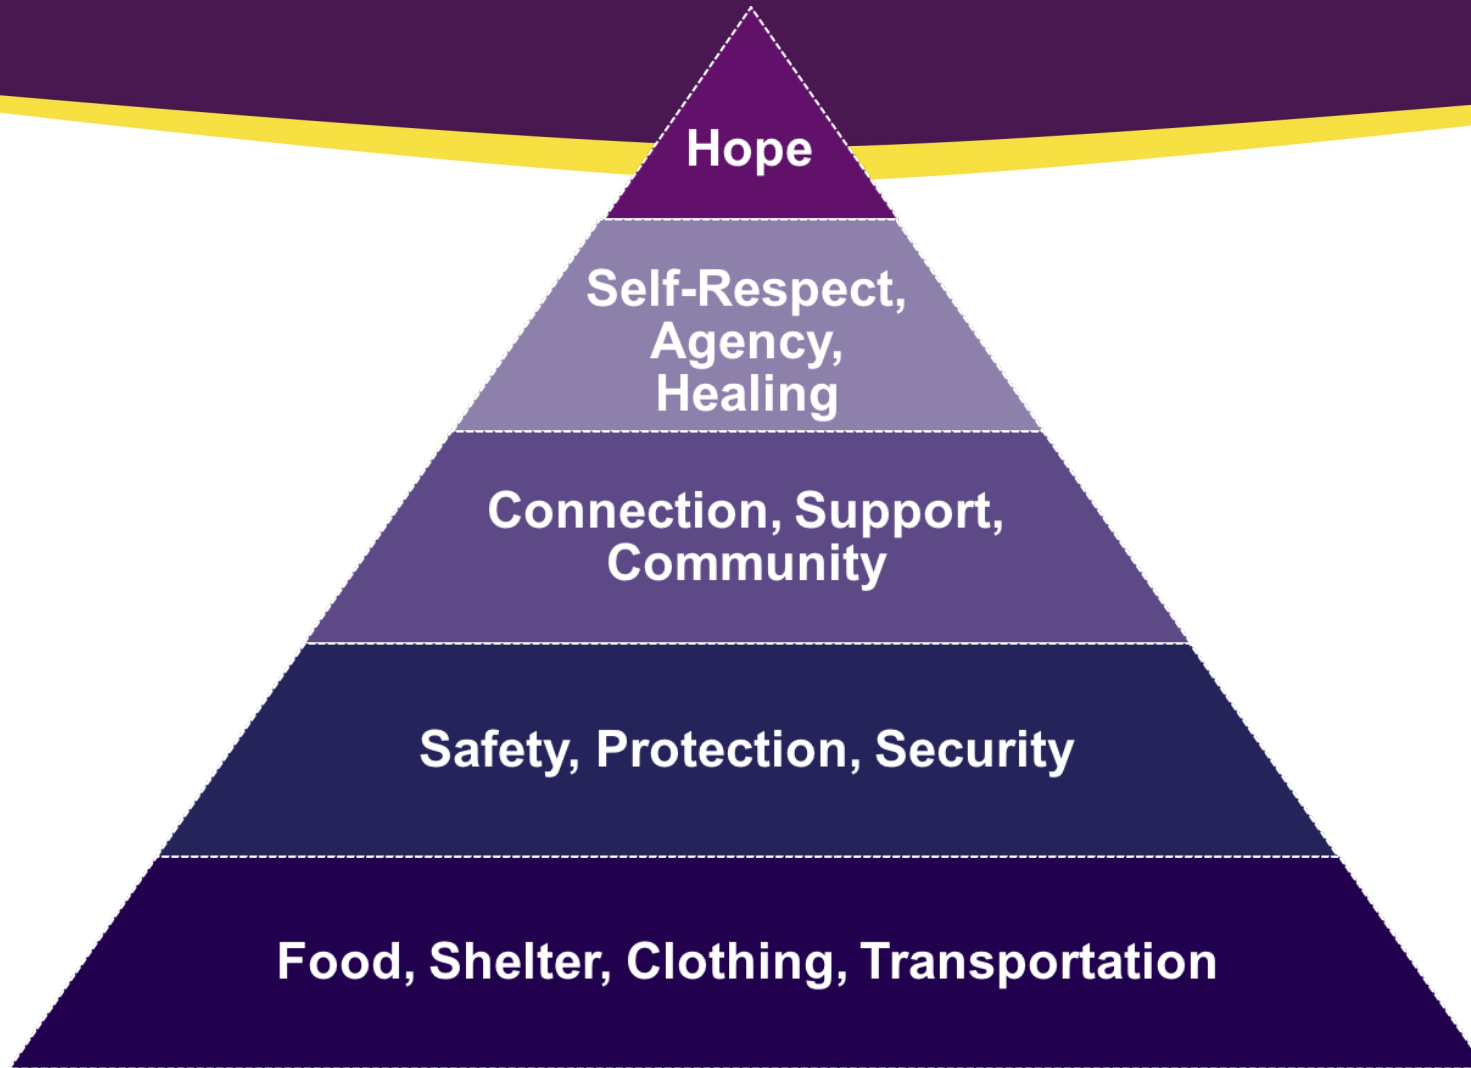 Hope
Self-Respect,
Agency,
Healing
Connection, Support,
Community
Safety, Protection, Security
Food, Shelter, Clothing, Transportation